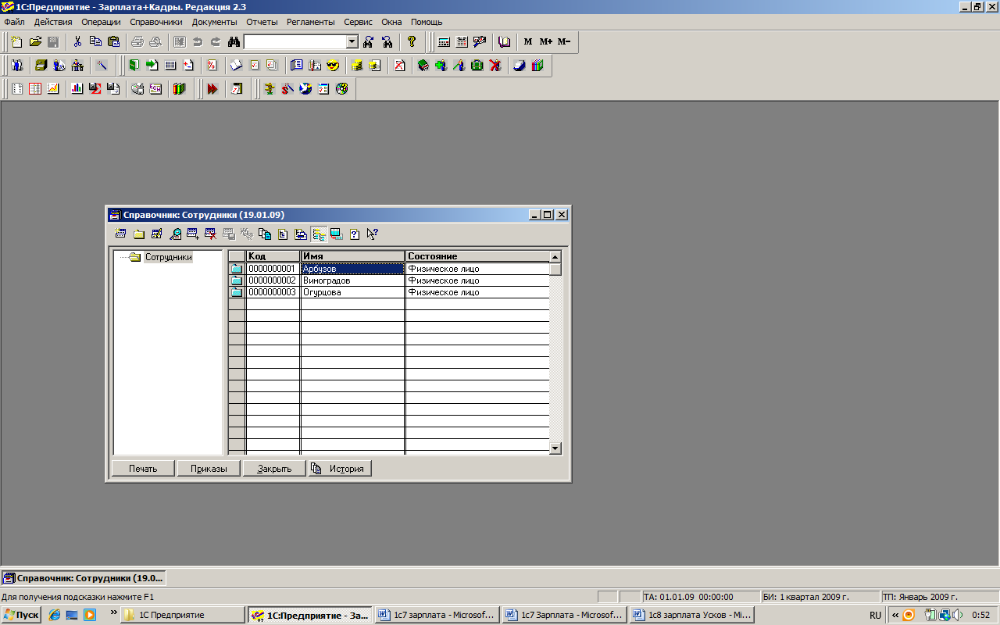 1С:Предприятие - Зарплата+Кадры. Редакция 2.3
Файл Действия Операции Справочники Документы Отчеты Регламенты Сервис Окна Помощь
М М+ М−
Справочник: Сотрудники (19.01.09)
Сотрудники
Код Имя Состояние
0000000001 Арбузов Физическое лицо
0000000002 Виноградов Физическое лицо
0000000003 Огурцова Физическое лицо
Печать Приказы Закрыть История
Справочник: Сотрудники (19.0...
Для получения подсказки нажмите F1 ТА: 01.01.09 00:00:00 БИ: 1 квартал 2009 г. ТП: Январь 2009 г.
Пуск » 1С Предприятие 1С:Предприятие - За... 1с7 зарплата - Microsof... 1с7 Зарплата - Microsof... 1с8 зарплата Усков - Mi... RU « 0:52